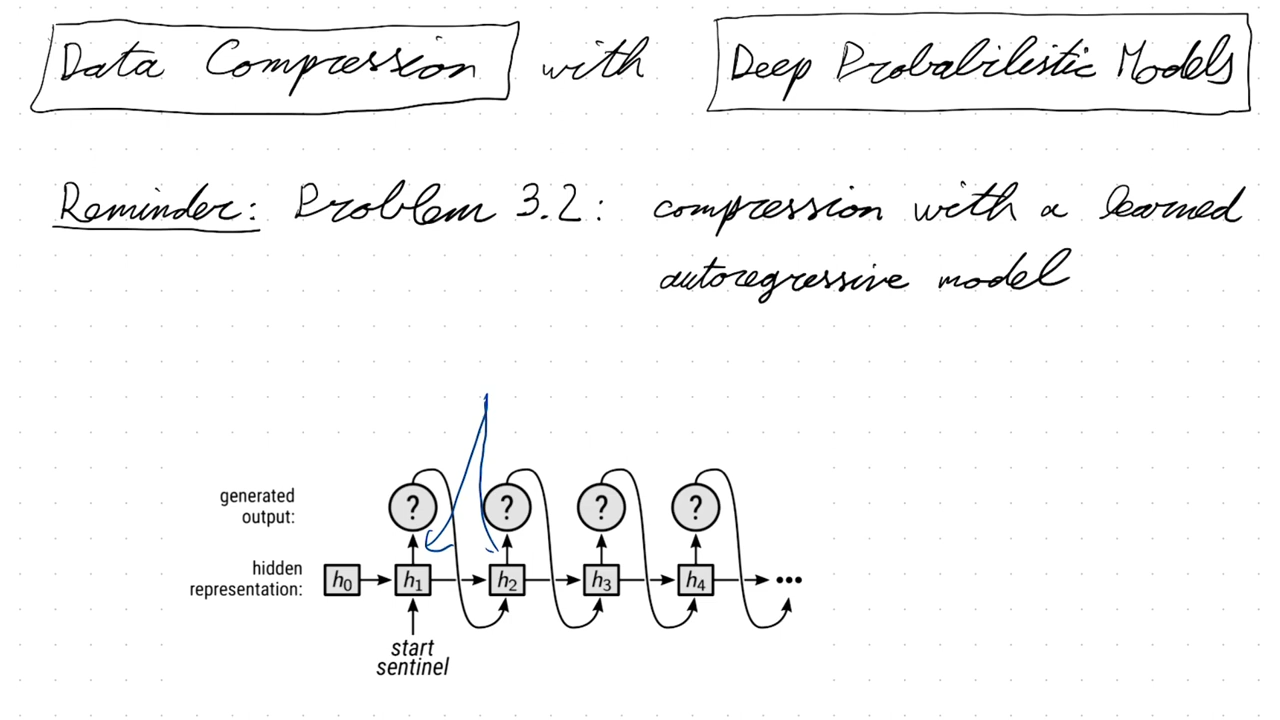 Data Compression with Deep Probabilistic Models
Reminder: Problem 3.2: compression with a learned
autoregressive model
generated
output:
? ? ? ?
hidden
representation:
h0 h1 h2 h3 h4 •••
start
sentinel